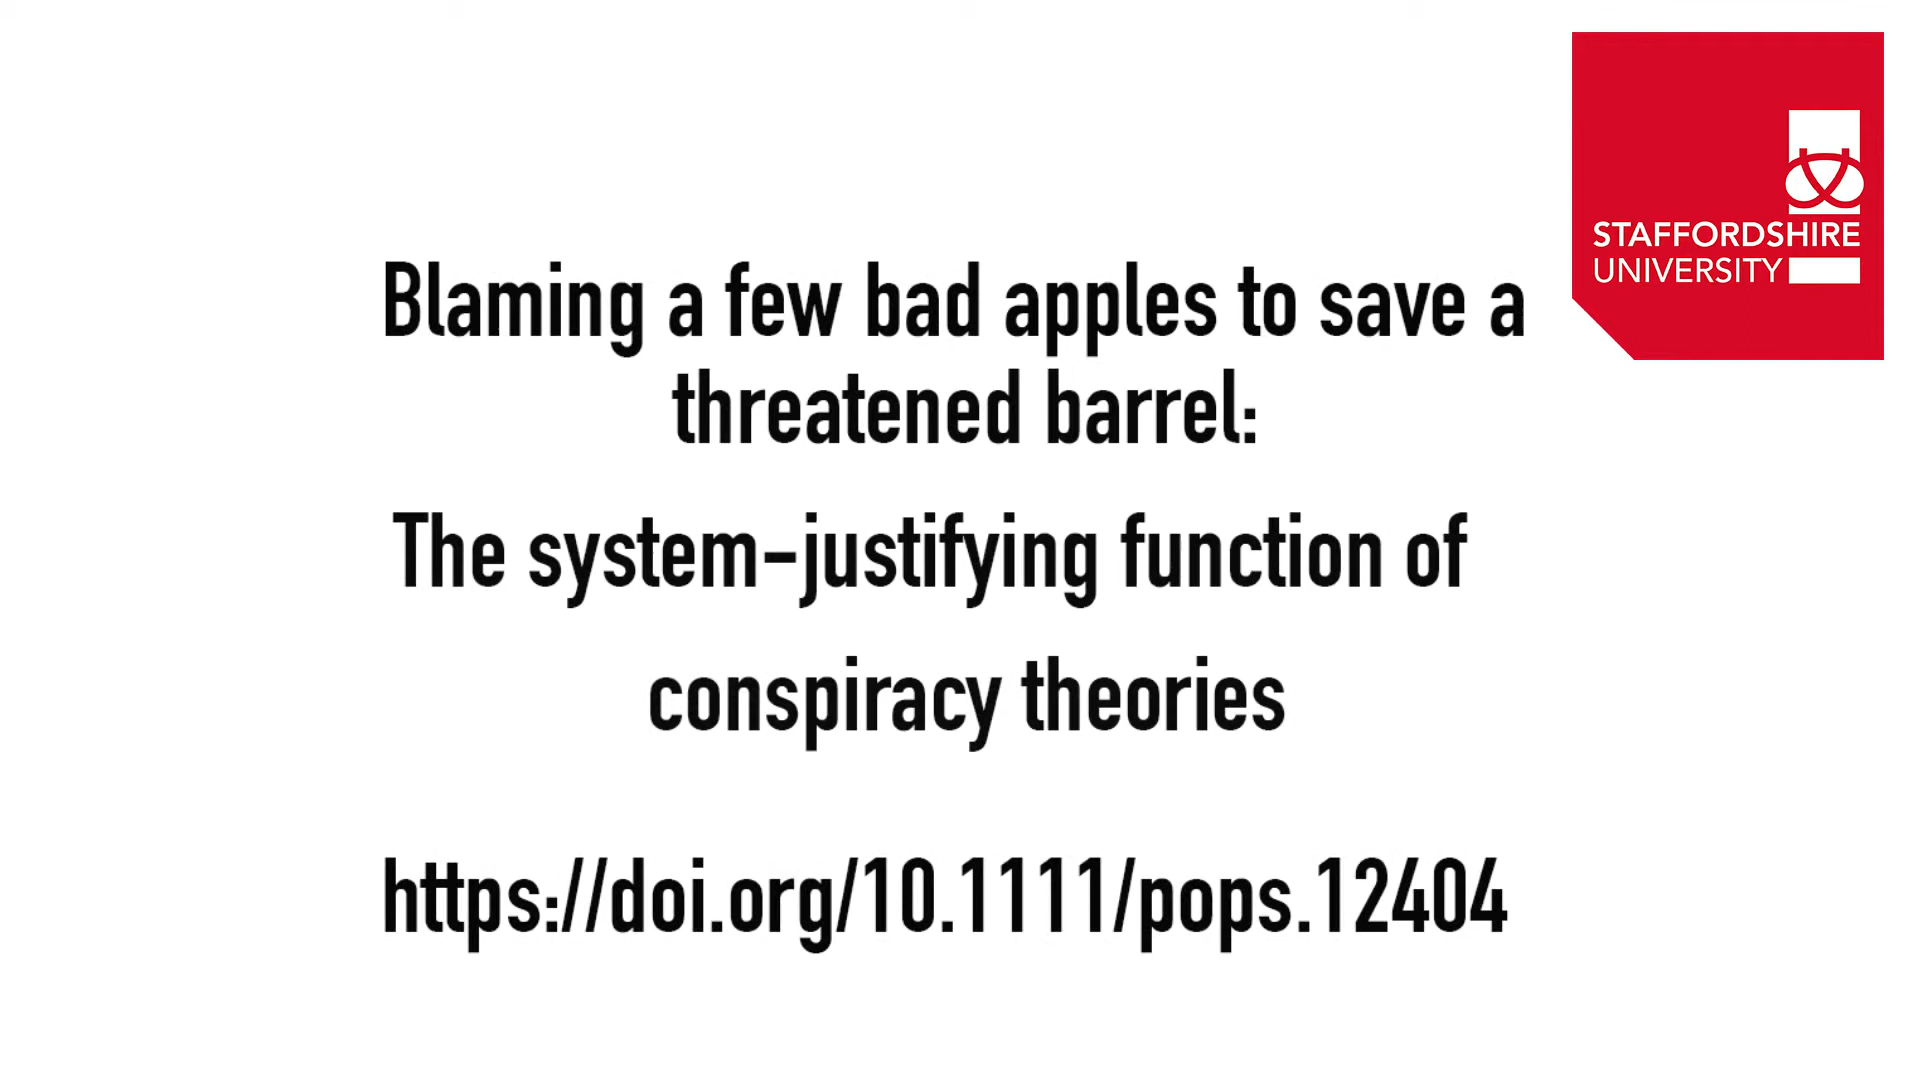 STAFFORDSHIRE
UNIVERSITY
Blaming a few bad apples to save a
threatened barrel:
The system-justifying function of
conspiracy theories
https://doi.org/10.1111/pops.12404